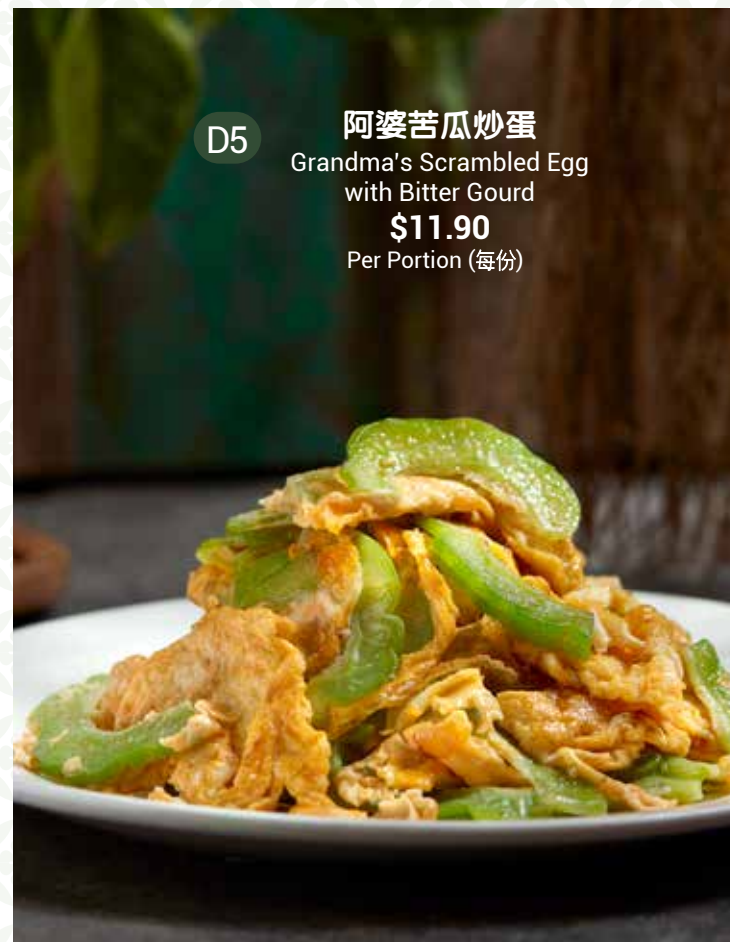 D5
阿婆苦瓜炒蛋
Grandma's Scrambled Egg
with Bitter Gourd
$11.90
Per Portion (每份)